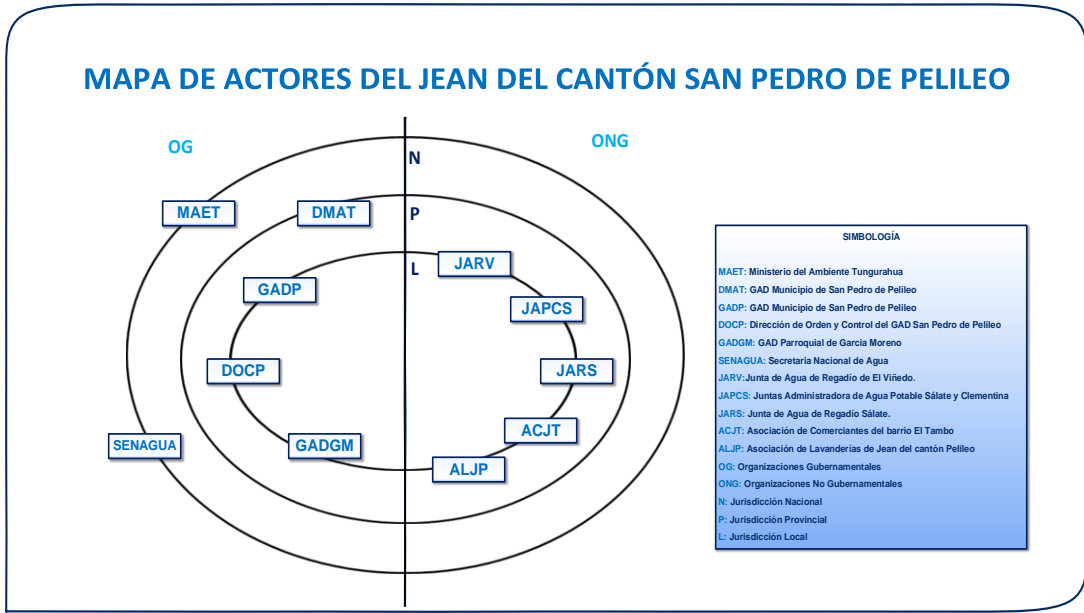 MAPA DE ACTORES DEL JEAN DEL CANTÓN SAN PEDRO DE PELILEO
OG
ONG
N
MAET
DMAT
P
L
JARV
GADP
JAPCS
DOCP
JARS
ACJT
SENAGUA
GADGM
ALJP
SIMBOLOGÍA
MAET: Ministerio del Ambiente Tungurahua
DMAT: GAD Municipio de San Pedro de Pelileo
GADP: GAD Municipio de San Pedro de Pelileo
DOCP: Dirección de Orden y Control del GAD San Pedro de Pelileo
GADGM: GAD Parroquial de Garcia Moreno
SENAGUA: Secretaria Nacional de Agua
JARV:Junta de Agua de Regadío de El Viñedo.
JAPCS: Juntas Administradora de Agua Potable Sálate y Clementina
JARS: Junta de Agua de Regadío Sálate.
ACJT: Asociación de Comerciantes del barrio El Tambo
ALJP: Asociación de Lavanderías de Jean del cantón Pelileo
OG: Organizaciones Gubernamentales
ONG: Organizaciones No Gubernamentales
N: Jurisdicción Nacional
P: Jurisdicción Provincial
L: Jurisdicción Local